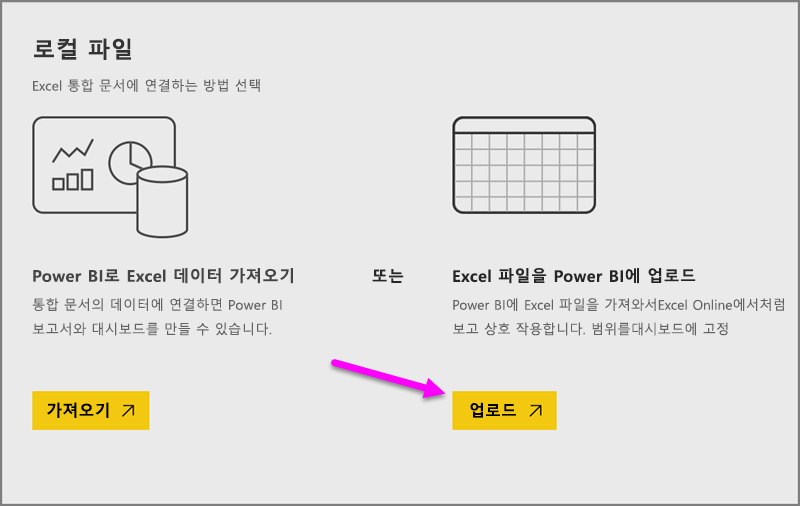 로컬 파일
Excel 통합 문서에 연결하는 방법 선택
Power BI로 Excel 데이터 가져오기
통합 문서의 데이터에 연결하면 Power BI
보고서와 대시보드를 만들 수 있습니다.
가져오기
또는
Excel 파일을 Power BI에 업로드
Power BI에 Excel 파일을 가져와서Excel Online에서처럼
보고 상호 작용합니다. 범위를대시보드에 고정
업로드